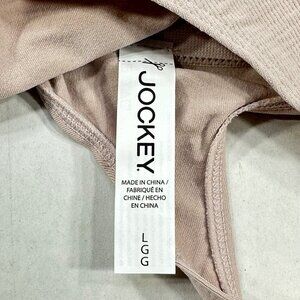 JOCKEY.
MADE IN CHINA /
FABRIQUÉ EN
CHINE / HECHO
EN CHINA
L
G
G